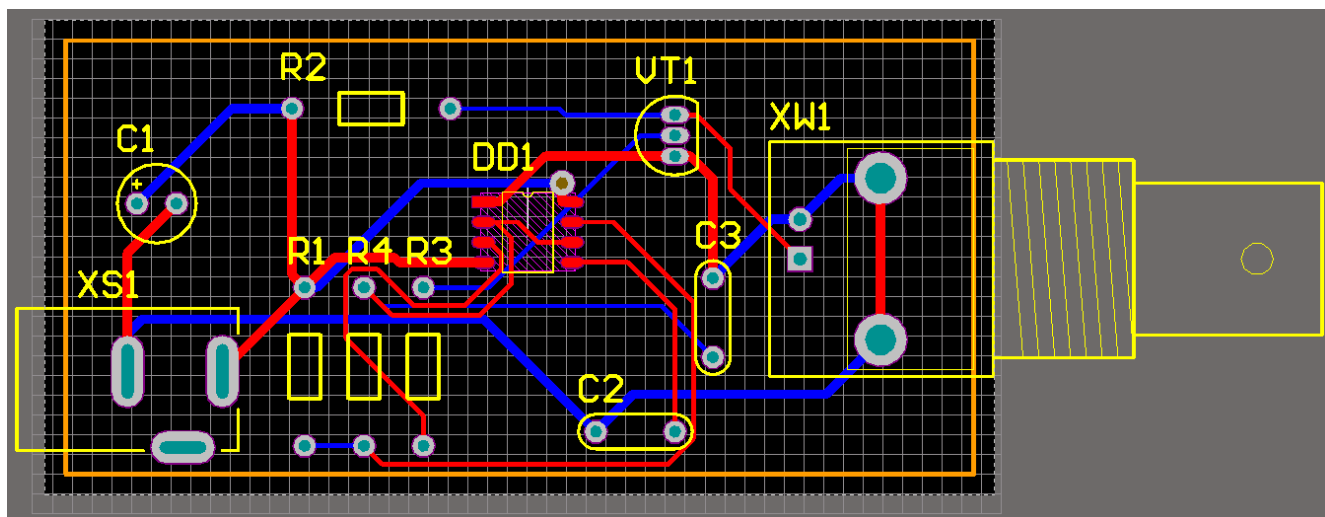 R2
VT1
XW1
C1
+
DD1
R1 R4 R3
C3
XS1
C2